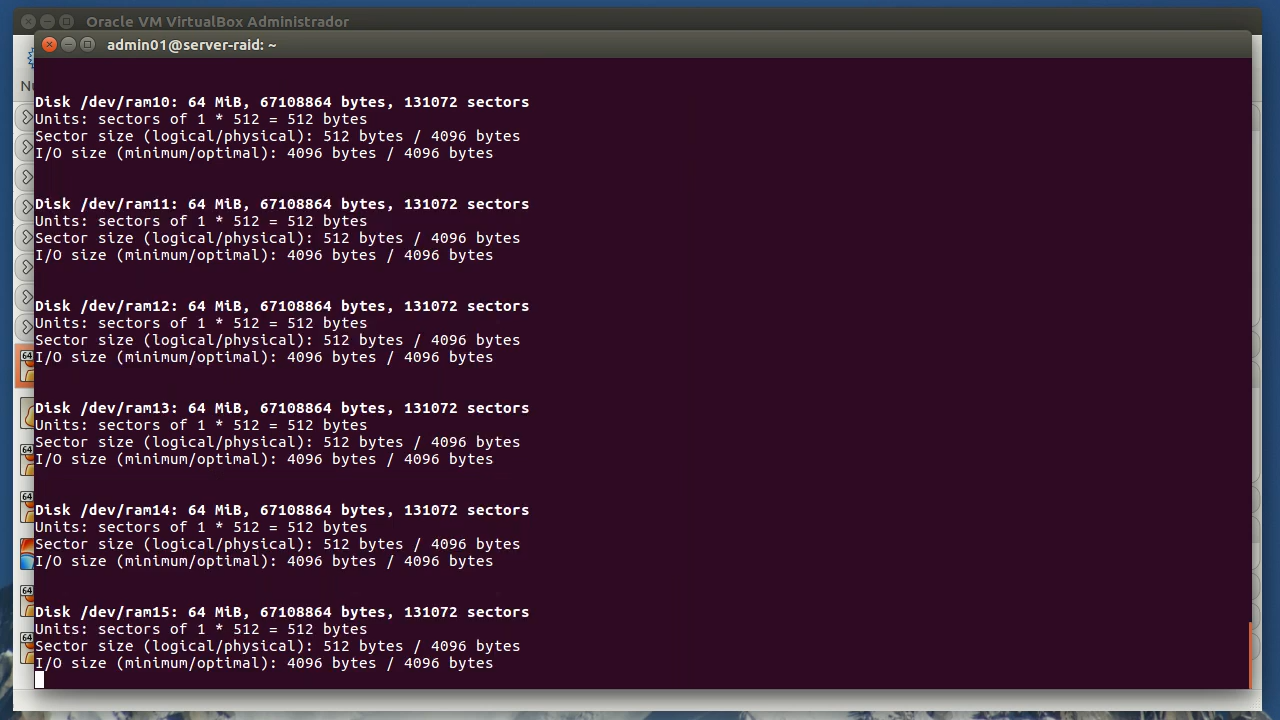 Oracle VM VirtualBox Administrador
admin01@server-raid: ~
Disk /dev/ram10: 64 MiB, 67108864 bytes, 131072 sectors
Units: sectors of 1 * 512 = 512 bytes
Sector size (logical/physical): 512 bytes / 4096 bytes
I/O size (minimum/optimal): 4096 bytes / 4096 bytes
Disk /dev/ram11: 64 MiB, 67108864 bytes, 131072 sectors
Units: sectors of 1 * 512 = 512 bytes
Sector size (logical/physical): 512 bytes / 4096 bytes
I/O size (minimum/optimal): 4096 bytes / 4096 bytes
Disk /dev/ram12: 64 MiB, 67108864 bytes, 131072 sectors
Units: sectors of 1 * 512 = 512 bytes
Sector size (logical/physical): 512 bytes / 4096 bytes
I/O size (minimum/optimal): 4096 bytes / 4096 bytes
Disk /dev/ram13: 64 MiB, 67108864 bytes, 131072 sectors
Units: sectors of 1 * 512 = 512 bytes
Sector size (logical/physical): 512 bytes / 4096 bytes
I/O size (minimum/optimal): 4096 bytes / 4096 bytes
Disk /dev/ram14: 64 MiB, 67108864 bytes, 131072 sectors
Units: sectors of 1 * 512 = 512 bytes
Sector size (logical/physical): 512 bytes / 4096 bytes
I/O size (minimum/optimal): 4096 bytes / 4096 bytes
Disk /dev/ram15: 64 MiB, 67108864 bytes, 131072 sectors
Units: sectors of 1 * 512 = 512 bytes
Sector size (logical/physical): 512 bytes / 4096 bytes
I/O size (minimum/optimal): 4096 bytes / 4096 bytes
64
64
64
64
64